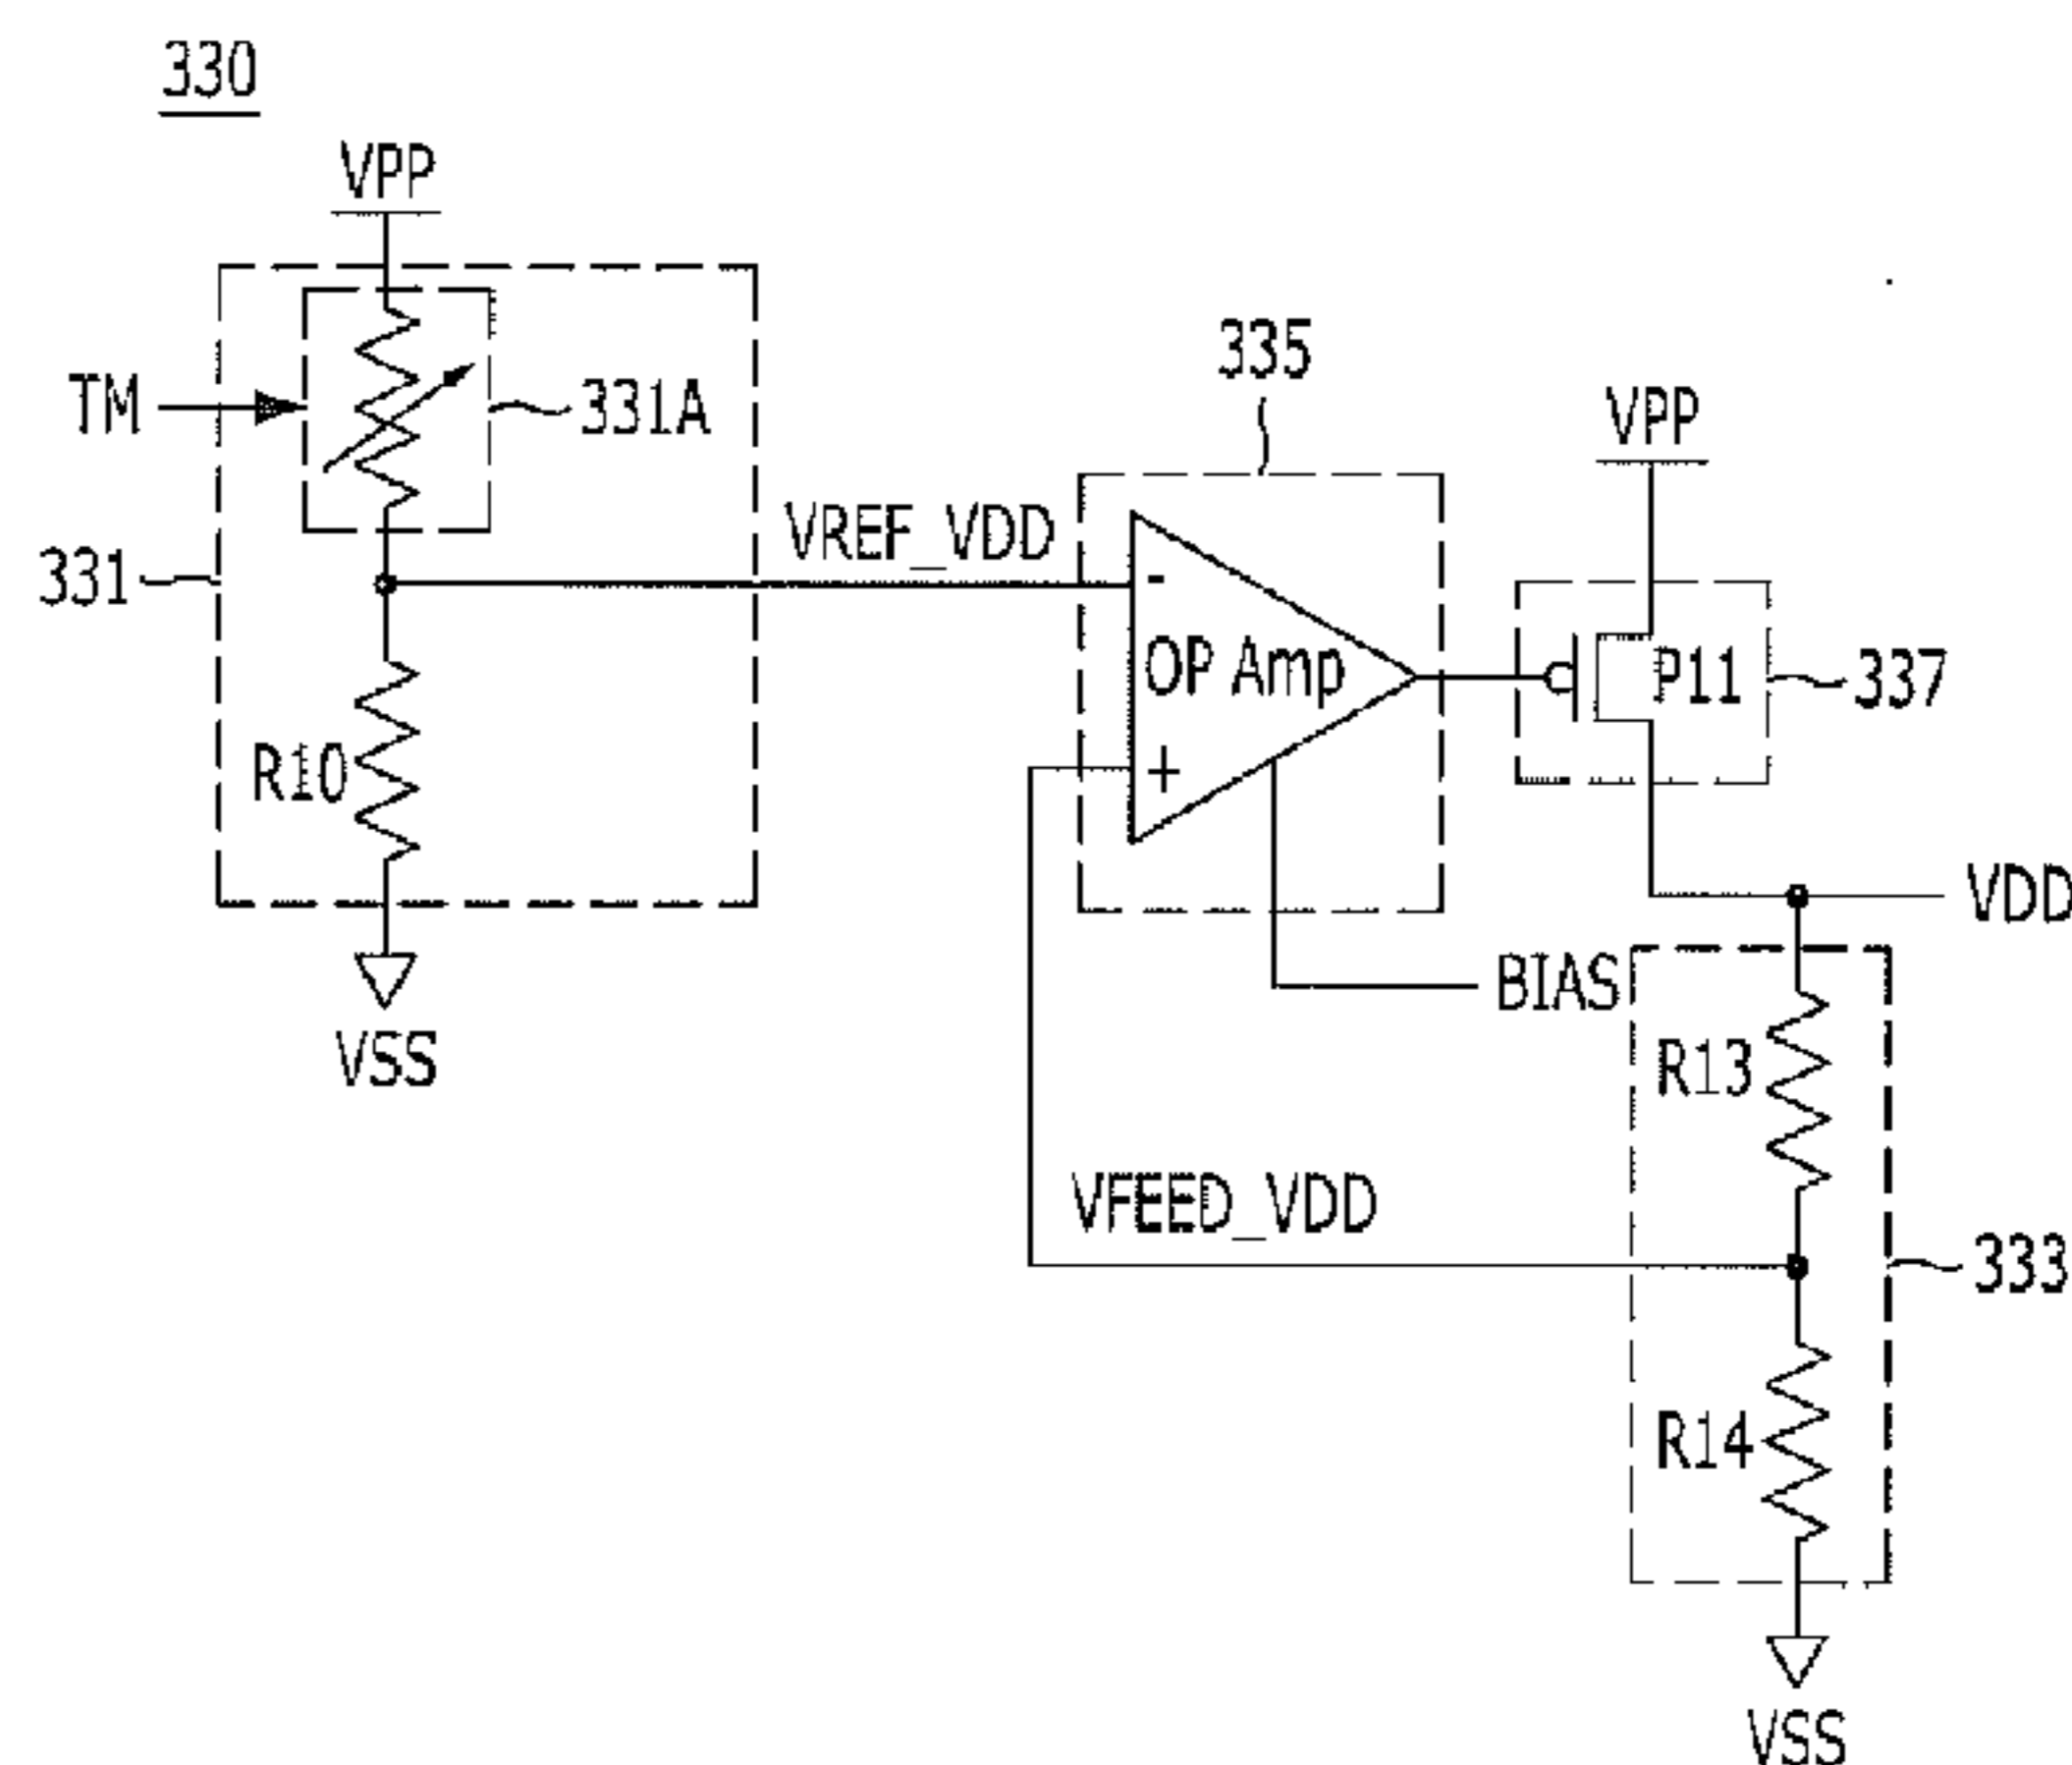 330
VPP
TM
331A
331
R10
VSS
VREF_VDD
335
-
OP Amp
+
BIAS
VPP
P11
337
VDD
R13
VFEED_VDD
333
R14
VSS